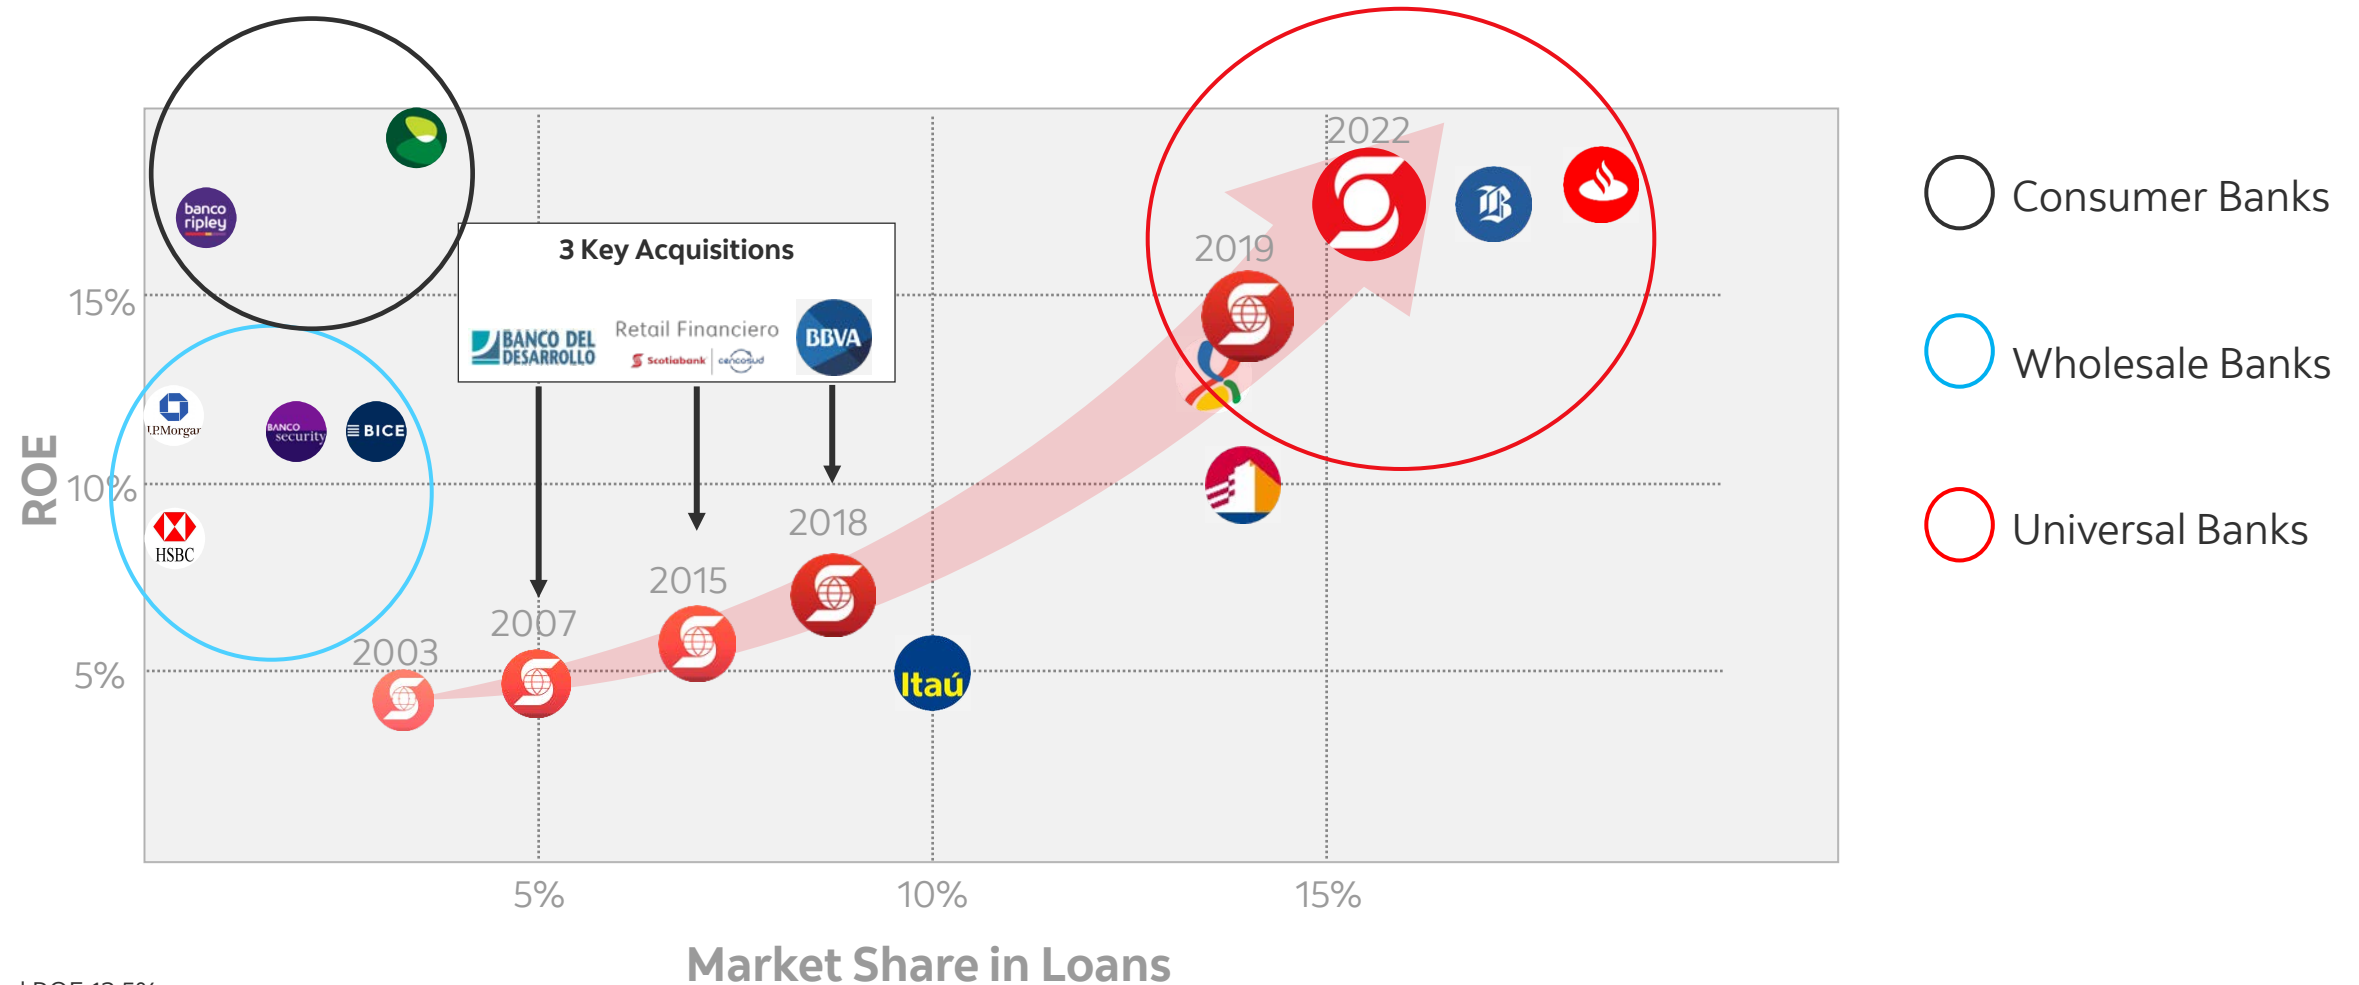 2022
banco
ripley
Consumer Banks
3 Key Acquisitions
2019
15%
BANCO DEL
DESARROLLO
Retail Financiero
Scotiabank
cencosud
BBVA
Wholesale Banks
J.P.Morgan
BANCO
security
BICE
ROE
10%
HSBC
2018
Universal Banks
2015
2007
2003
5%
Itaú
5%
10%
15%
Market Share in Loans